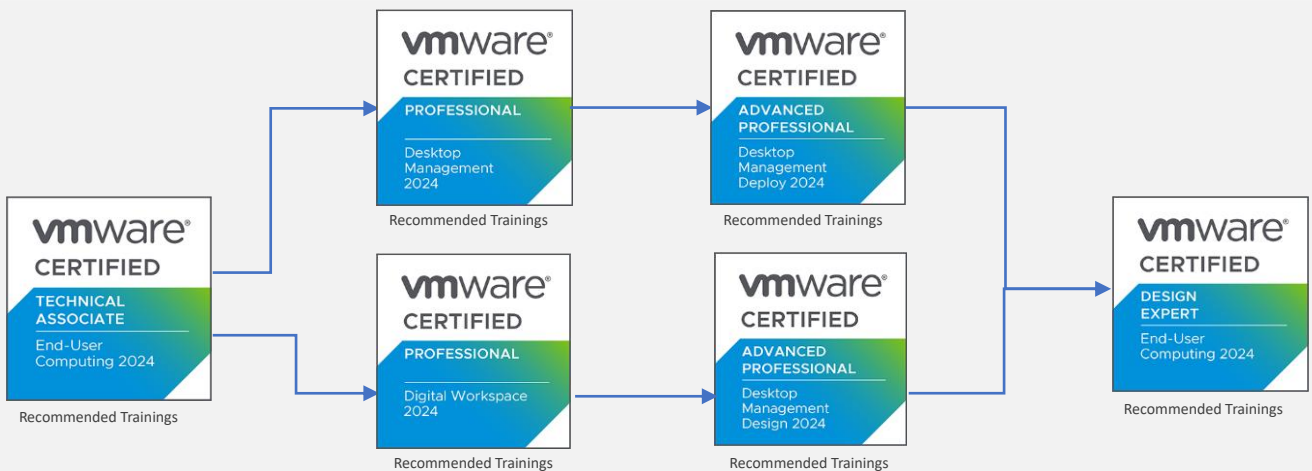 vmware®
CERTIFIED
TECHNICAL
ASSOCIATE
End-User
Computing 2024
Recommended Trainings
vmware®
CERTIFIED
PROFESSIONAL
Desktop
Management
2024
Recommended Trainings
vmware®
CERTIFIED
ADVANCED
PROFESSIONAL
Desktop
Management
Deploy 2024
Recommended Trainings
vmware®
CERTIFIED
PROFESSIONAL
Digital Workspace
2024
Recommended Trainings
vmware®
CERTIFIED
ADVANCED
PROFESSIONAL
Desktop
Management
Design 2024
Recommended Trainings
vmware®
CERTIFIED
DESIGN
EXPERT
End-User
Computing 2024
Recommended Trainings